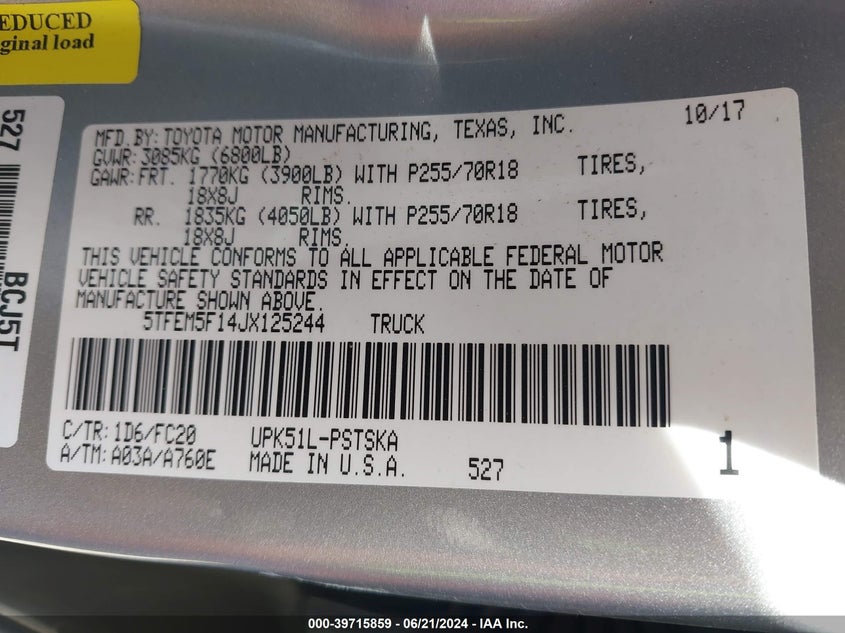 EDUCED
ginal load
527
BCJ5T
10/17
MFD.BY:TOYOTA MOTOR MANUFACTURING, TEXAS, INC.
GVWR:3085KG (6800LB)
GAWR:FRT. 1770KG (3900LB) WITH P255/70R18 TIRES,
18X8J RIMS.
RR. 1835KG (4050LB) WITH P255/70R18 TIRES,
18X8J RIMS.
THIS VEHICLE CONFORMS TO ALL APPLICABLE FEDERAL MOTOR
VEHICLE SAFETY STANDARDS IN EFFECT ON THE DATE OF
MANUFACTURE SHOWN ABOVE.
5TFEM5F14JX125244 TRUCK
C/TR:1D6/FC20 UPK51L-PSTSKA
A/TM:A03A/A760E MADE IN U.S.A. 527 1
000-39715859 - 06/21/2024 - IAA Inc.